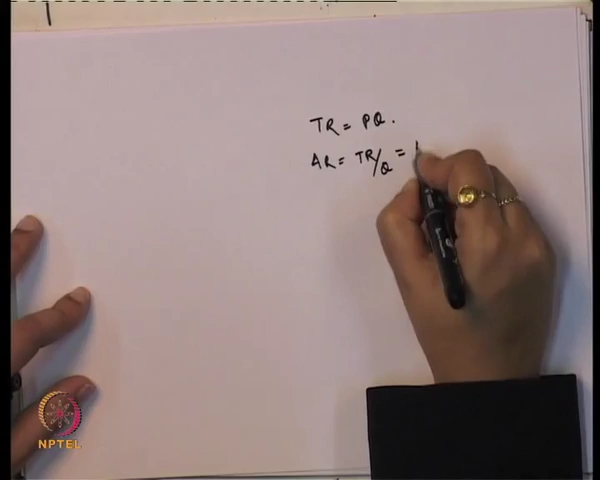 TR = PQ.
AR = TR/Q =
NPTEL